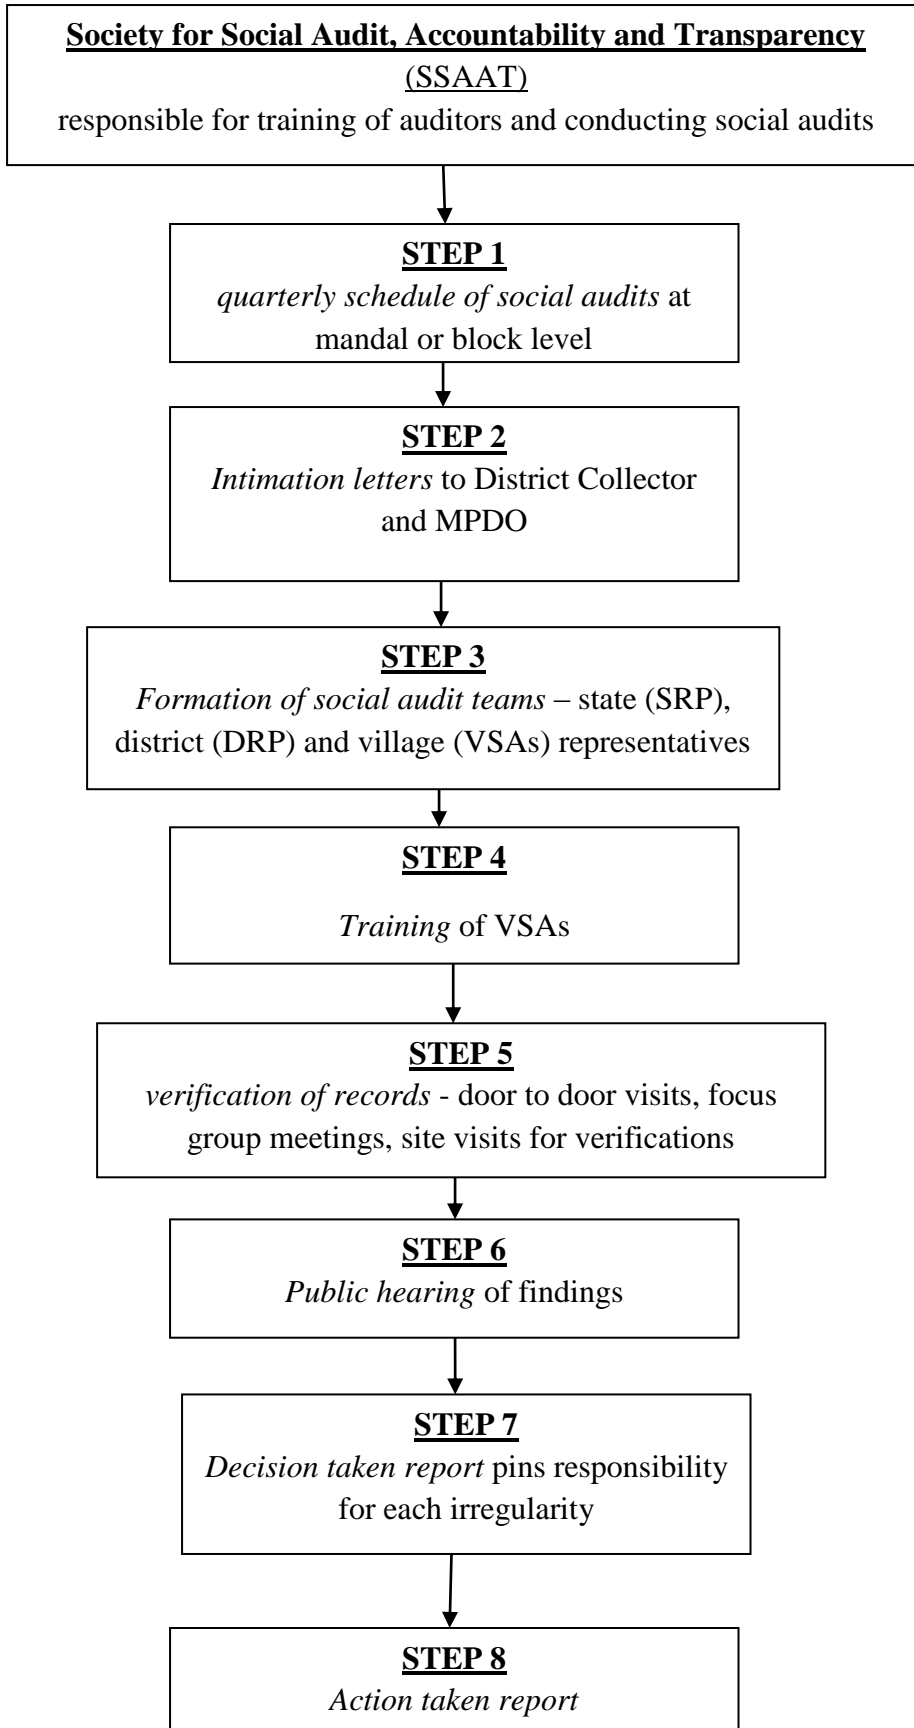 Society for Social Audit, Accountability and Transparency
(SSAAT)
responsible for training of auditors and conducting social audits
STEP 1
quarterly schedule of social audits at
mandal or block level
STEP 2
Intimation letters to District Collector
and MPDO
STEP 3
Formation of social audit teams – state (SRP),
district (DRP) and village (VSAs) representatives
STEP 4
Training of VSAs
STEP 5
verification of records - door to door visits, focus
group meetings, site visits for verifications
STEP 6
Public hearing of findings
STEP 7
Decision taken report pins responsibility
for each irregularity
STEP 8
Action taken report